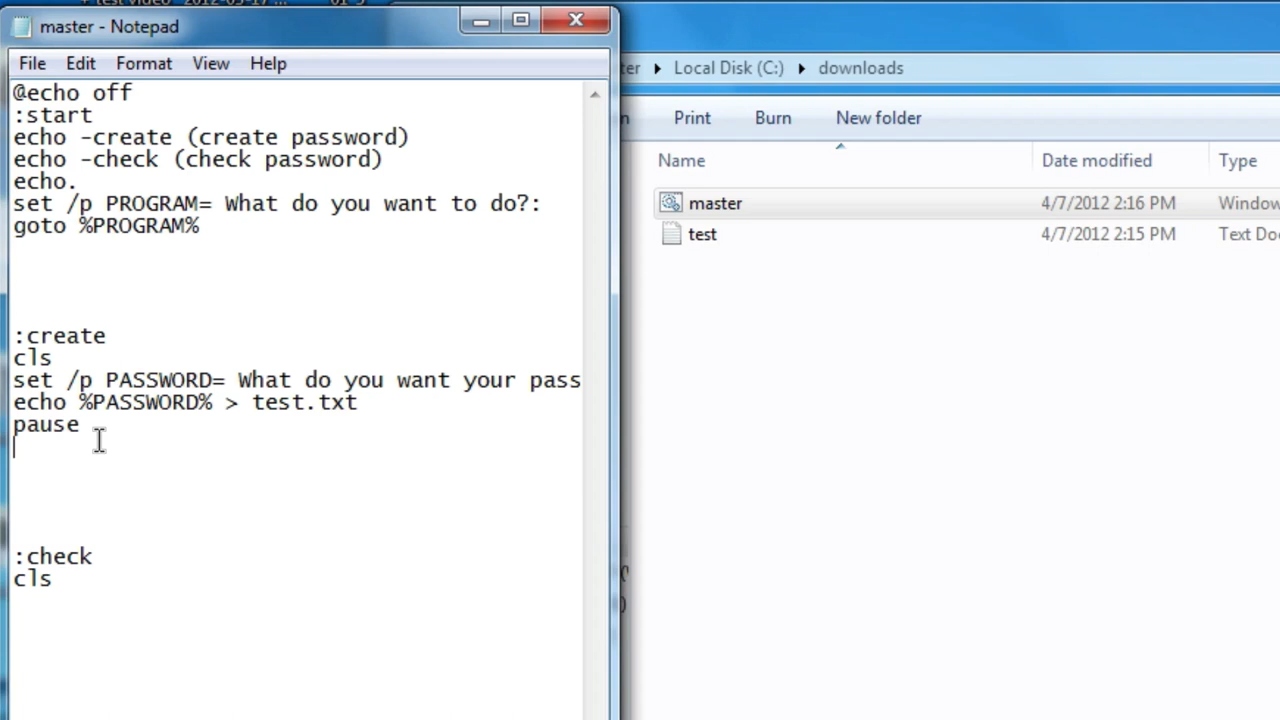 master - Notepad
File Edit Format View Help
@echo off
:start
echo -create (create password)
echo -check (check password)
echo.
set /p PROGRAM= What do you want to do?:
goto %PROGRAM%
:create
cls
set /p PASSWORD= What do you want your pass
echo %PASSWORD% > test.txt
pause
:check
cls
Local Disk (C:) downloads
Print Burn New folder
Name Date modified Type
master 4/7/2012 2:16 PM Window
test 4/7/2012 2:15 PM Text Do